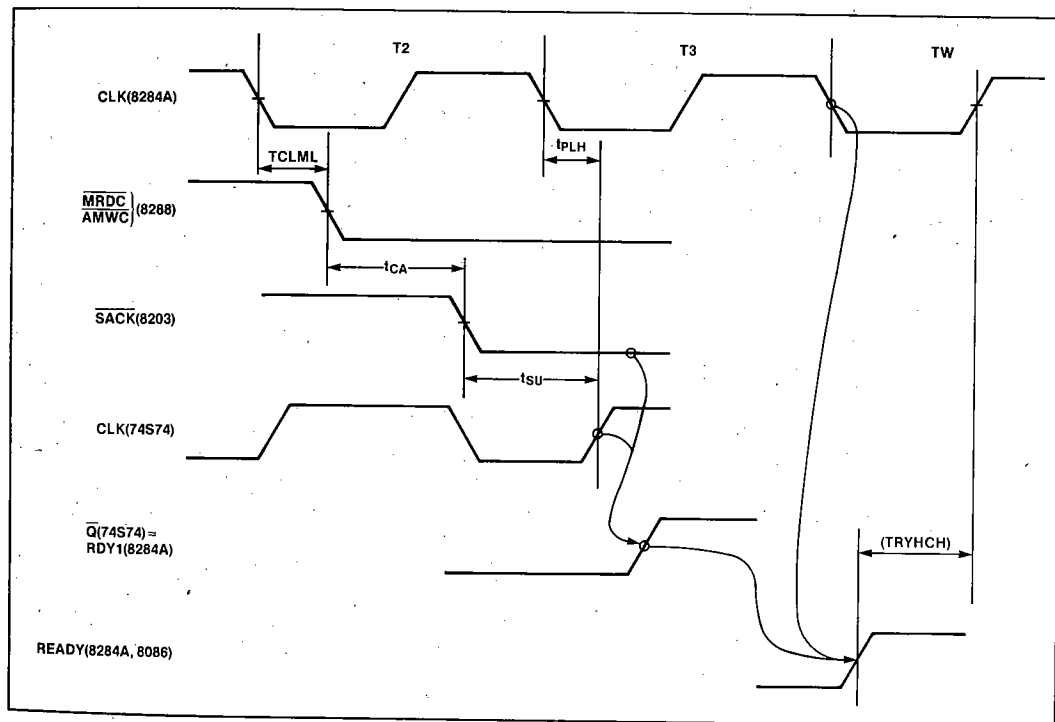 T2
T3
TW
CLK(8284A)
TCLML
tPLH
MRDC
AMWC } (8288)
tCA
SACK(8203)
tSU
CLK(74S74)
Q(74S74) =
RDY1(8284A)
(TRYHCH)
READY(8284A, 8086)